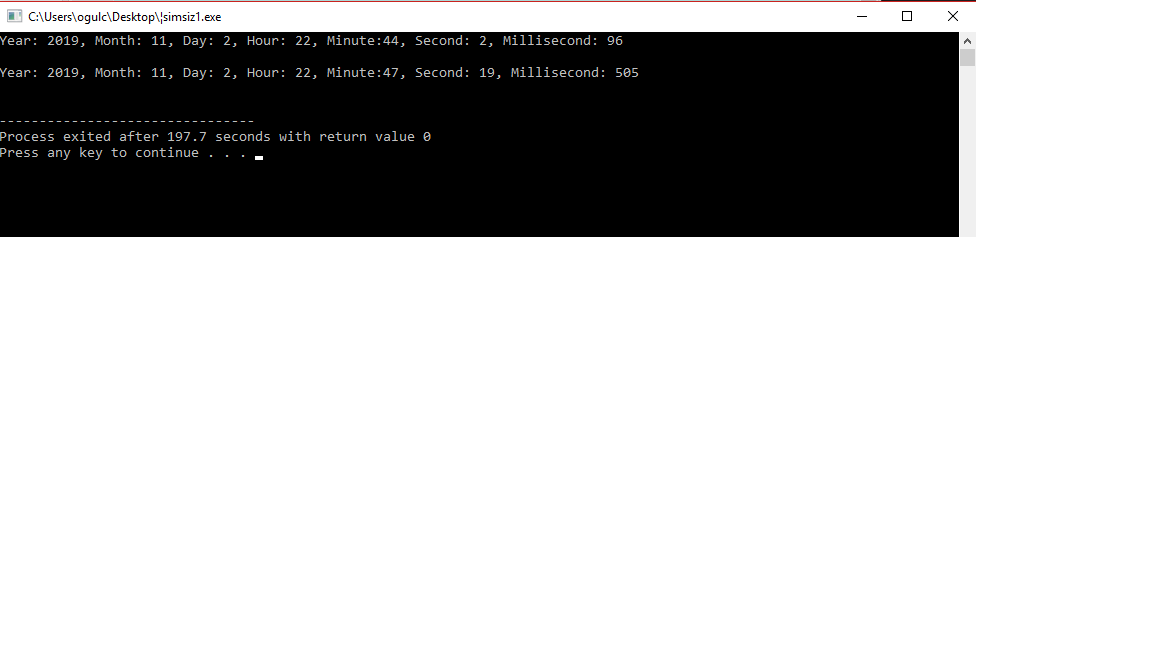 C:\Users\ogulc\Desktop\¦simsiz1.exe
Year: 2019, Month: 11, Day: 2, Hour: 22, Minute:44, Second: 2, Millisecond: 96
Year: 2019, Month: 11, Day: 2, Hour: 22, Minute:47, Second: 19, Millisecond: 505
--------------------------------
Process exited after 197.7 seconds with return value 0
Press any key to continue . . .